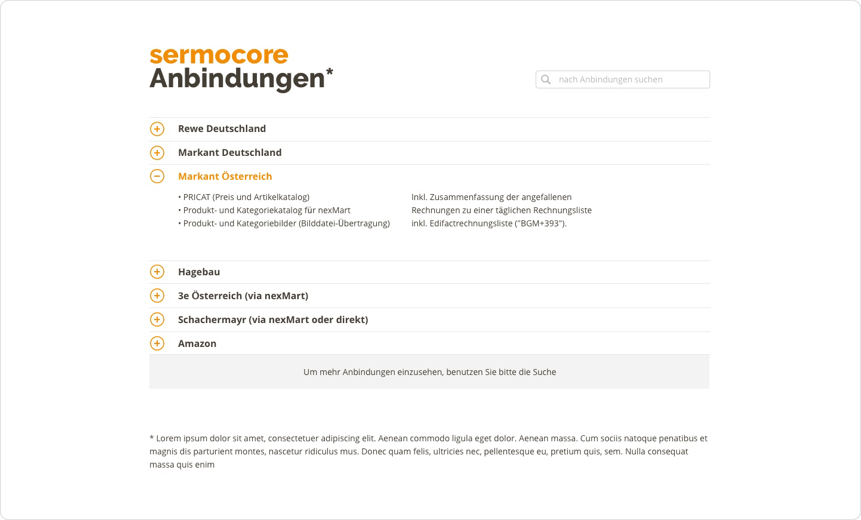 sermocore
Anbindungen*
nach Anbindungen suchen
Rewe Deutschland
Markant Deutschland
Markant Österreich
• PRICAT (Preis und Artikelkatalog)
• Produkt- und Kategoriekatalog für nexMart
• Produkt- und Kategoriebilder (Bilddatei-Übertragung)
Inkl. Zusammenfassung der angefallenen
Rechnungen zu einer täglichen Rechnungsliste
inkl. Edifactrechnungsliste ("BGM+393").
Hagebau
3e Österreich (via nexMart)
Schachermayr (via nexMart oder direkt)
Amazon
Um mehr Anbindungen einzusehen, benutzen Sie bitte die Suche
* Lorem ipsum dolor sit amet, consectetuer adipiscing elit. Aenean commodo ligula eget dolor. Aenean massa. Cum sociis natoque penatibus et
magnis dis parturient montes, nascetur ridiculus mus. Donec quam felis, ultricies nec, pellentesque eu, pretium quis, sem. Nulla consequat
massa quis enim